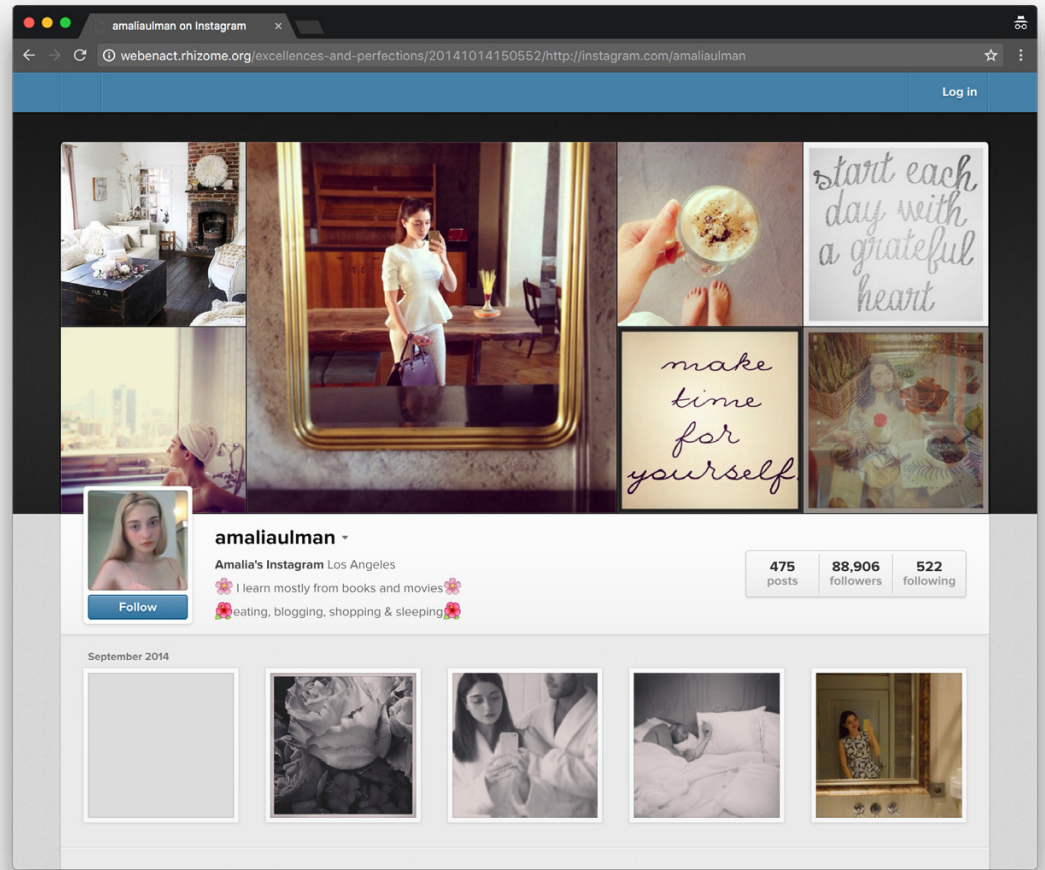 amaliaulman on Instagram
webenact.rhizome.org/excellences-and-perfections/20141014150552/http://instagram.com/amaliaulman
Log in
start each
day with
a grateful
heart
make
time
for
yourself.
amaliaulman
Amalia's Instagram Los Angeles
🌸 I learn mostly from books and movies🌸
🌺eating, blogging, shopping & sleeping🌺
Follow
475
posts
88,906
followers
522
following
September 2014